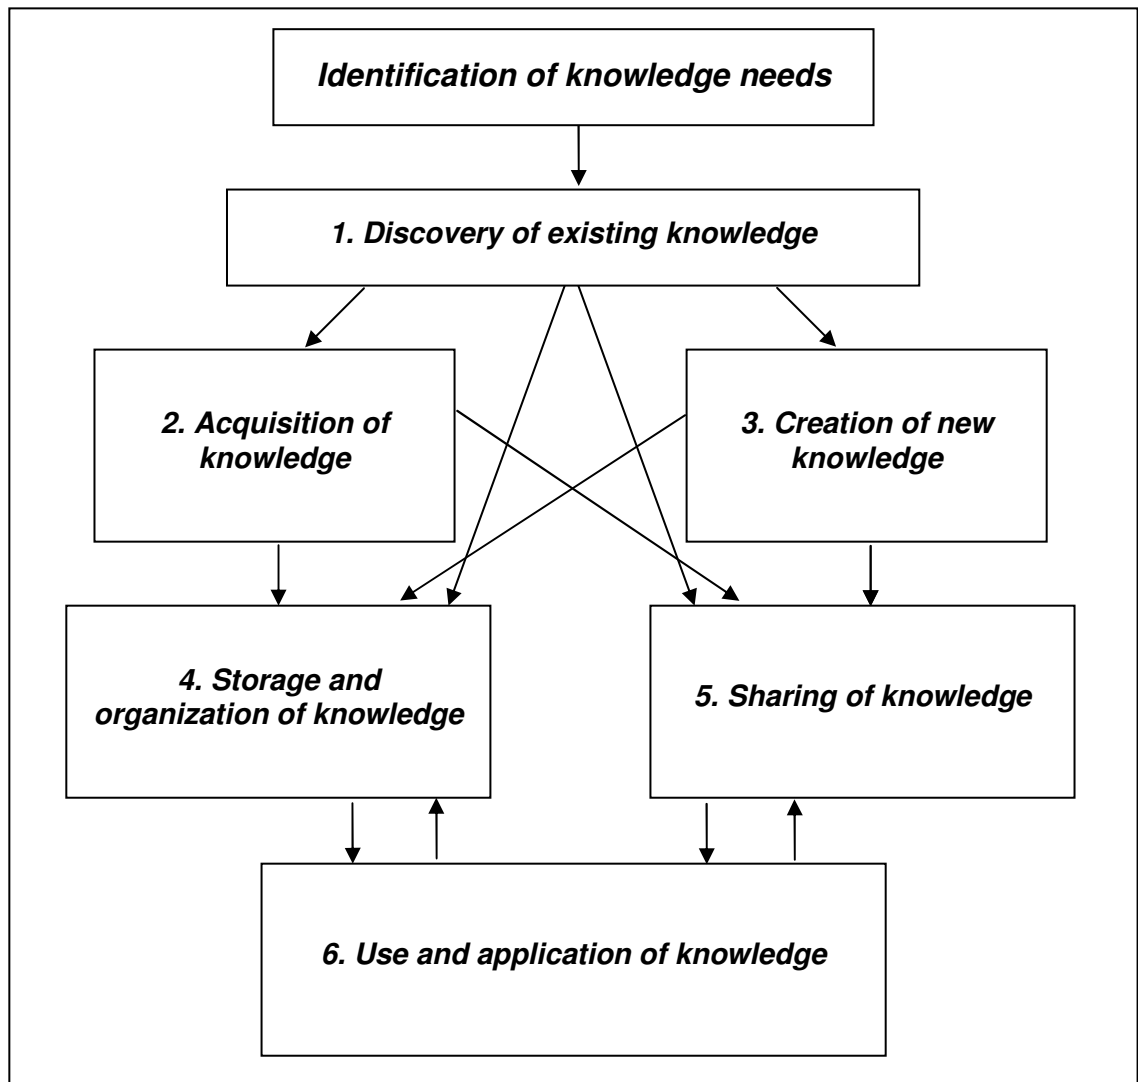 Identification of knowledge needs
1. Discovery of existing knowledge
2. Acquisition of
knowledge
3. Creation of new
knowledge
4. Storage and
organization of knowledge
5. Sharing of knowledge
6. Use and application of knowledge